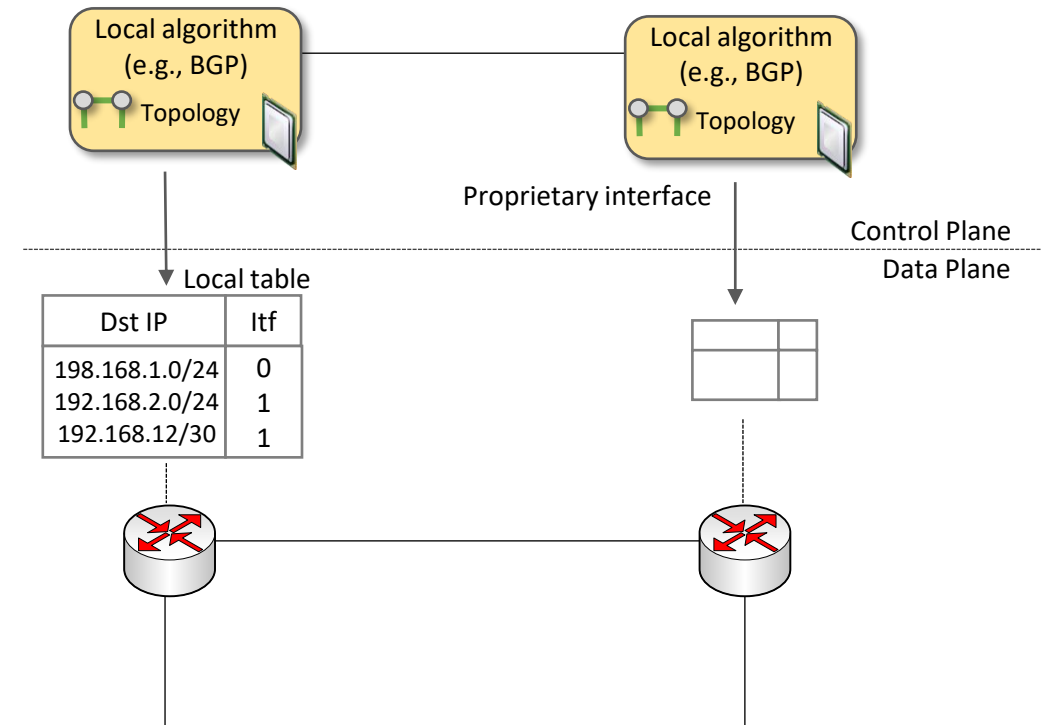 Local algorithm
(e.g., BGP)
Topology
Local algorithm
(e.g., BGP)
Topology
Proprietary interface
Control Plane
Data Plane
Local table
Dst IP Itf
198.168.1.0/24 0
192.168.2.0/24 1
192.168.12/30 1